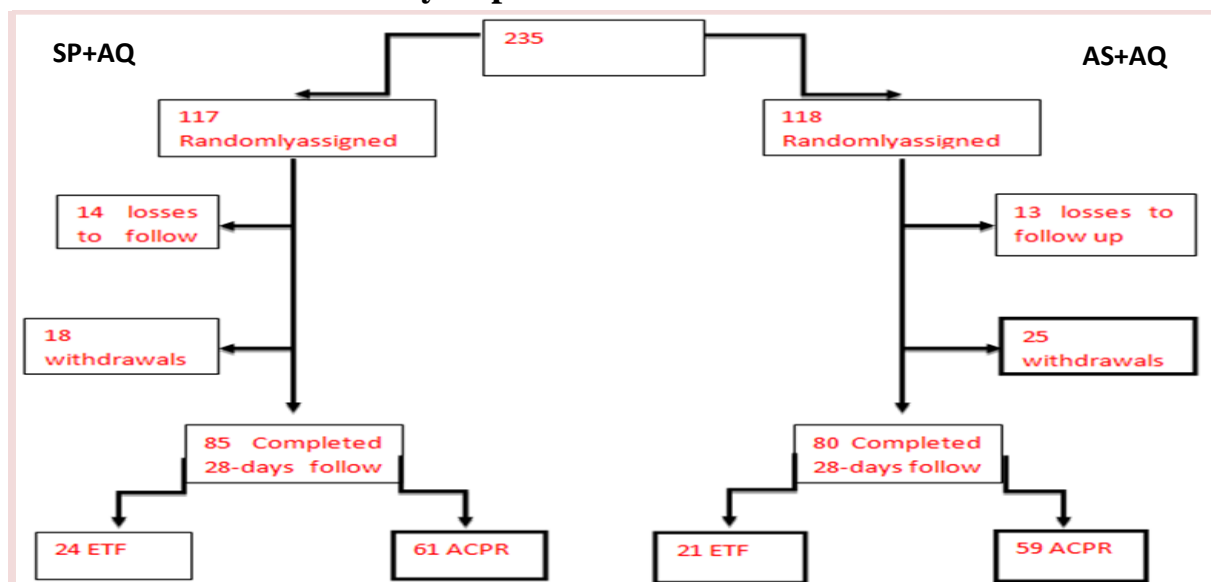 SP+AQ
235
AS+AQ
117
Randomlyassigned
118
Randomlyassigned
14 losses
to follow
13 losses to
follow up
18
withdrawals
25
withdrawals
85 Completed
28-days follow
80 Completed
28-days follow
24 ETF
61 ACPR
21 ETF
59 ACPR